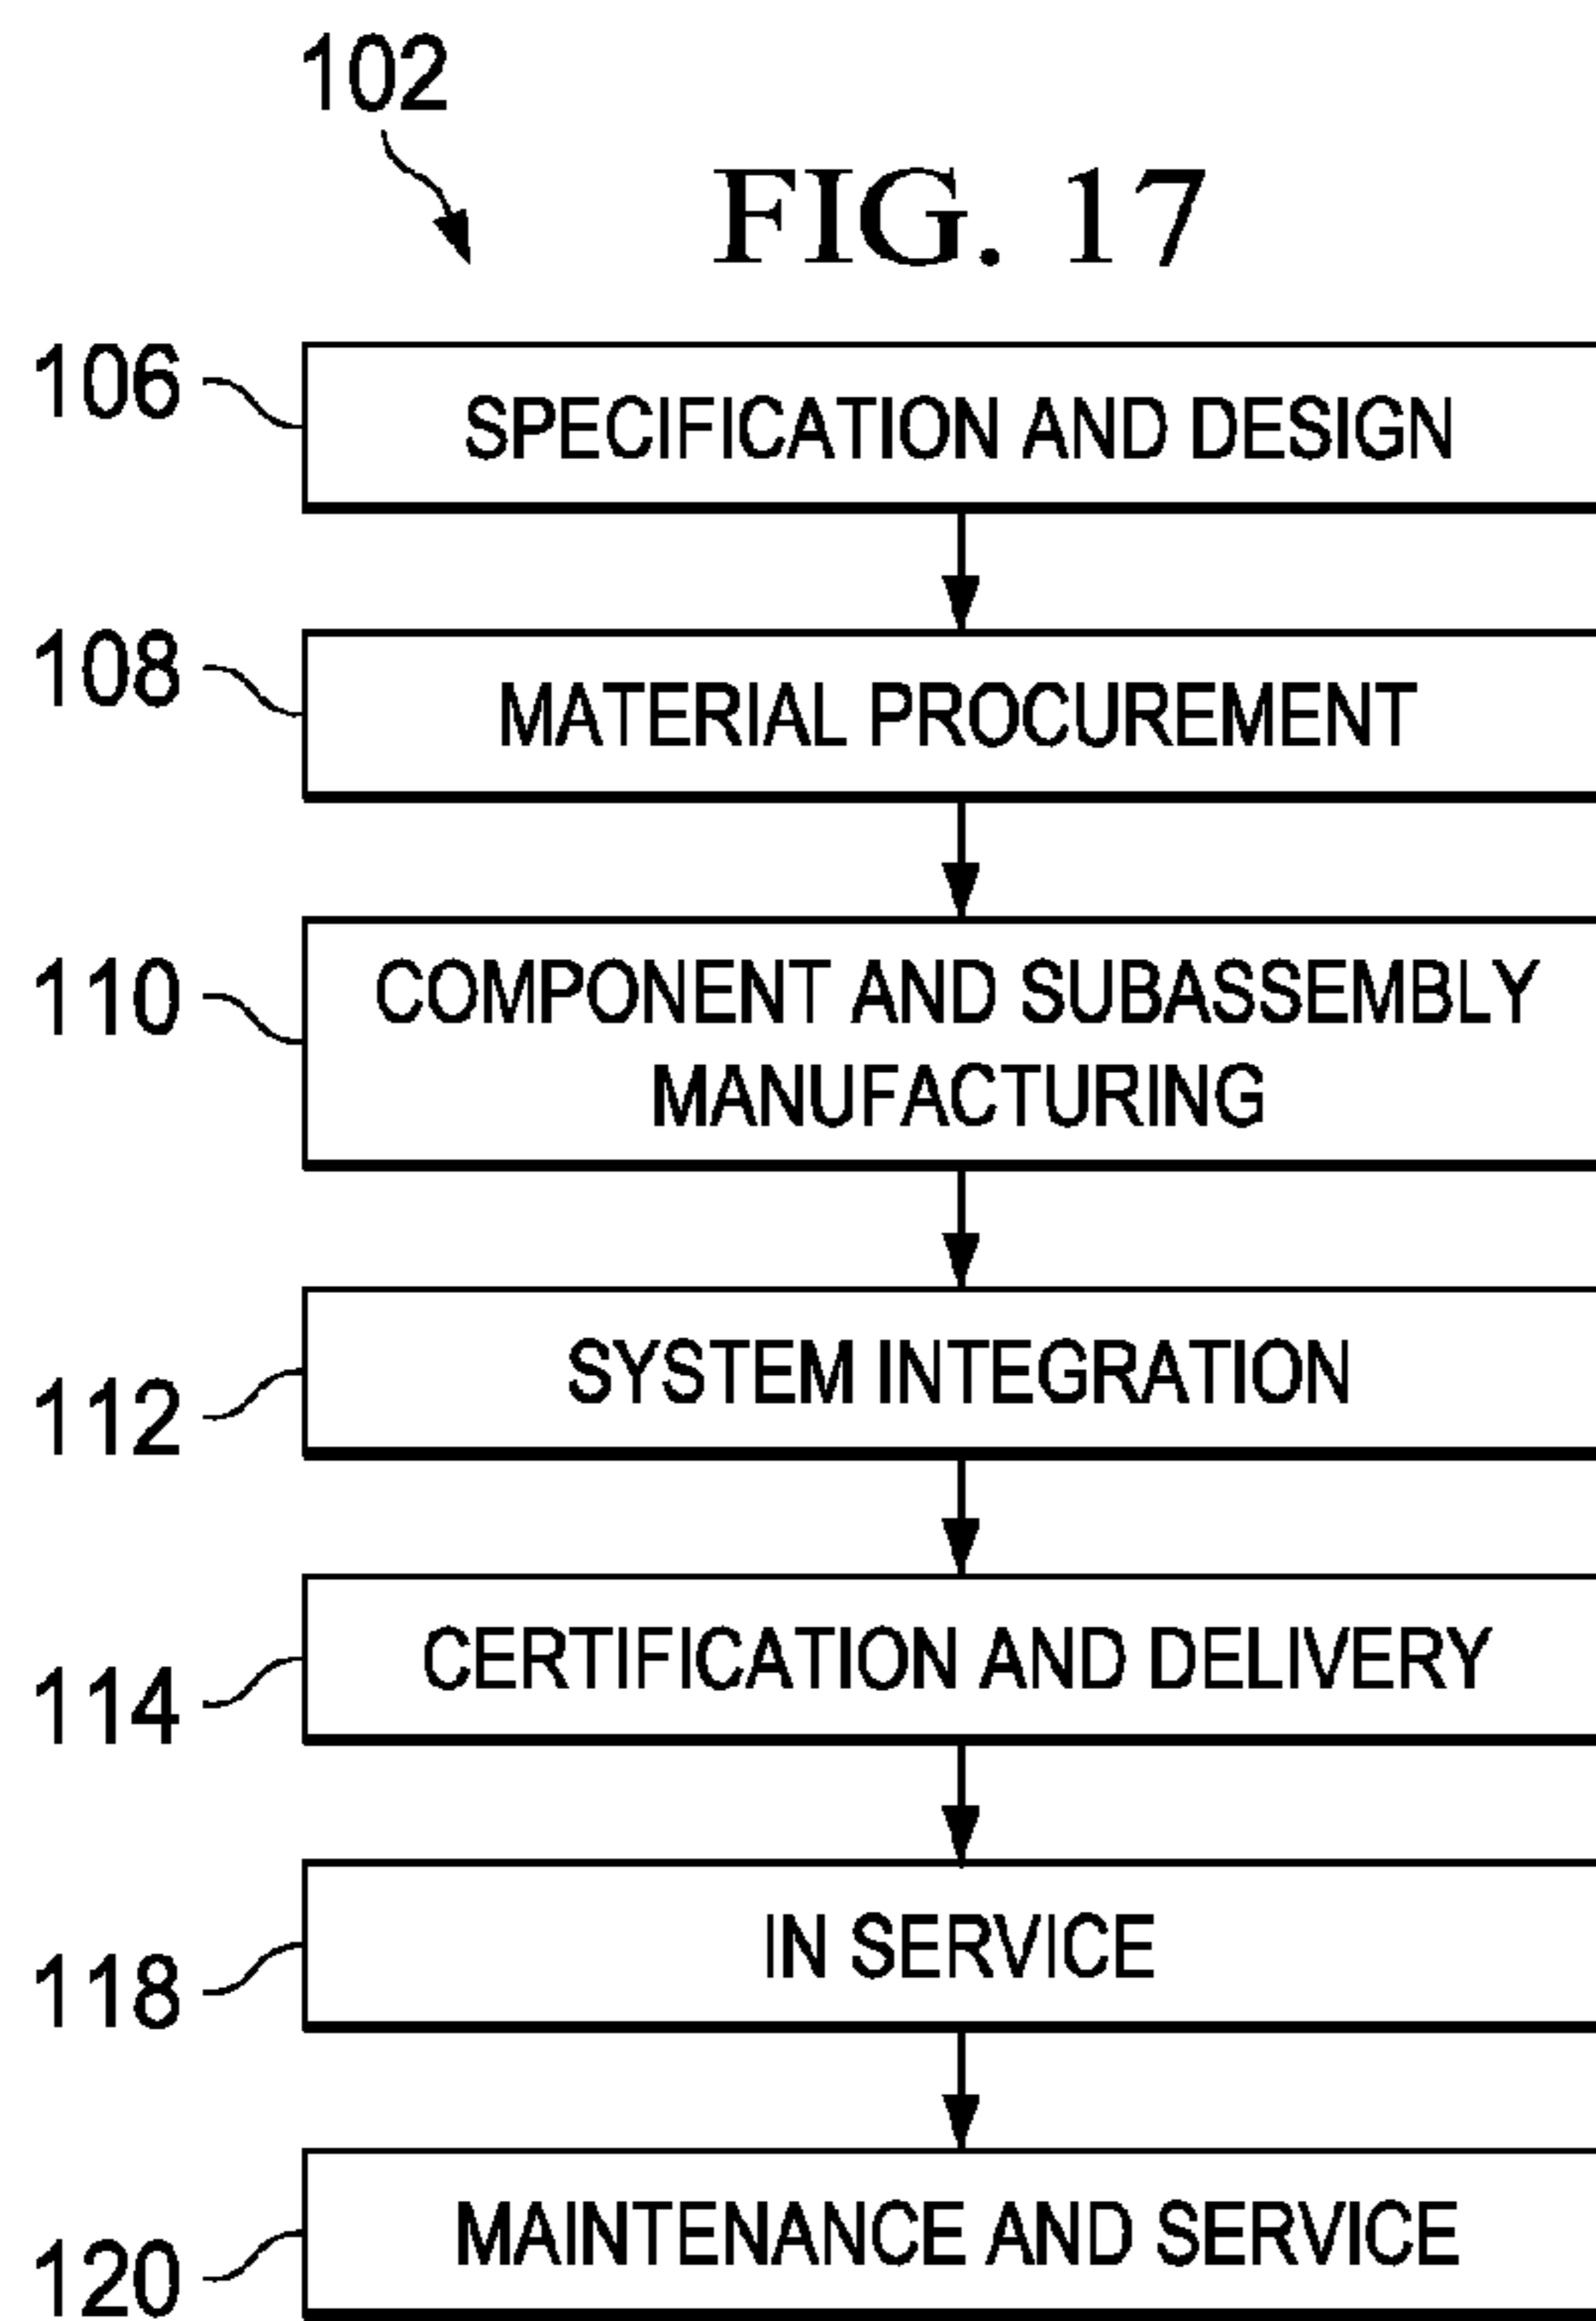 102
FIG. 17
106
SPECIFICATION AND DESIGN
108
MATERIAL PROCUREMENT
110
COMPONENT AND SUBASSEMBLY
MANUFACTURING
112
SYSTEM INTEGRATION
114
CERTIFICATION AND DELIVERY
118
IN SERVICE
120
MAINTENANCE AND SERVICE